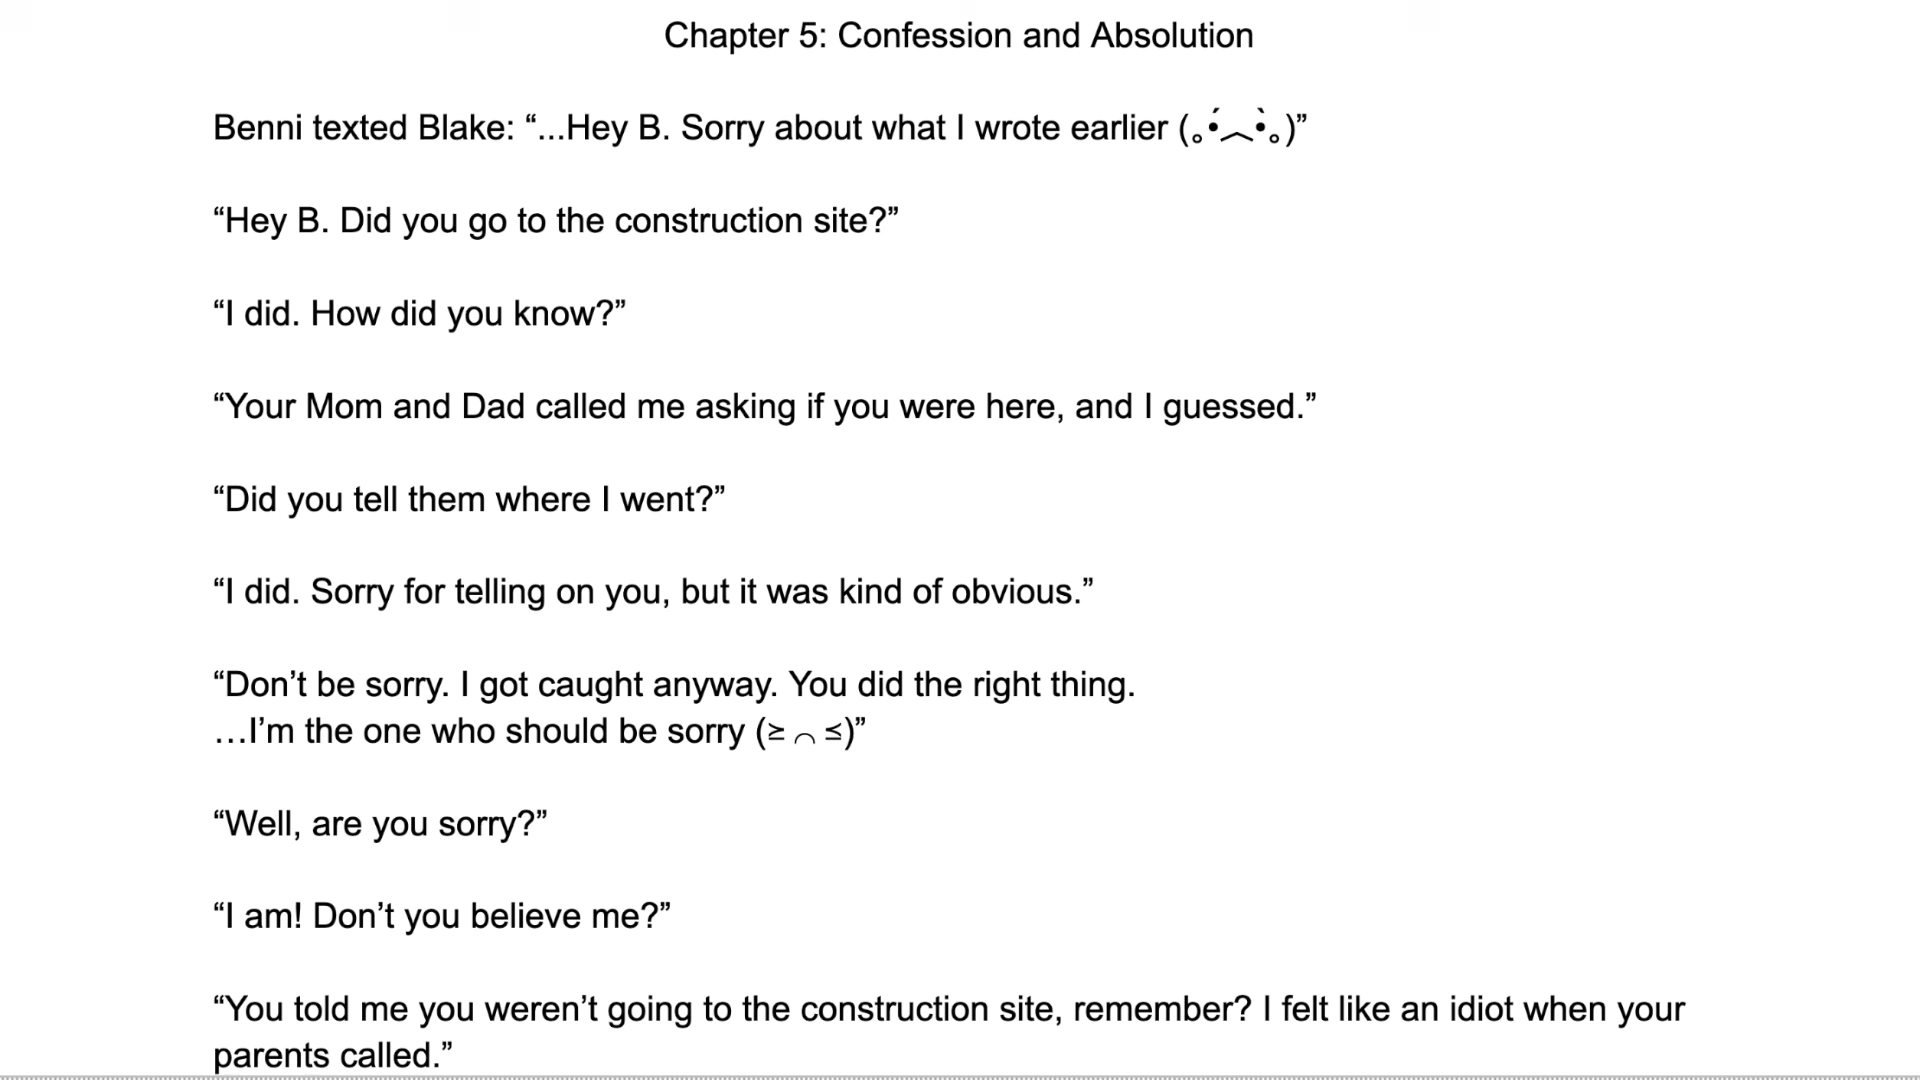 Chapter 5: Confession and Absolution
Benni texted Blake: “...Hey B. Sorry about what I wrote earlier (｡•́︿•̀｡)”
“Hey B. Did you go to the construction site?”
“I did. How did you know?”
“Your Mom and Dad called me asking if you were here, and I guessed.”
“Did you tell them where I went?”
“I did. Sorry for telling on you, but it was kind of obvious.”
“Don’t be sorry. I got caught anyway. You did the right thing.
…I’m the one who should be sorry (≥ ⌒ ≤)”
“Well, are you sorry?”
“I am! Don’t you believe me?”
“You told me you weren’t going to the construction site, remember? I felt like an idiot when your
parents called.”